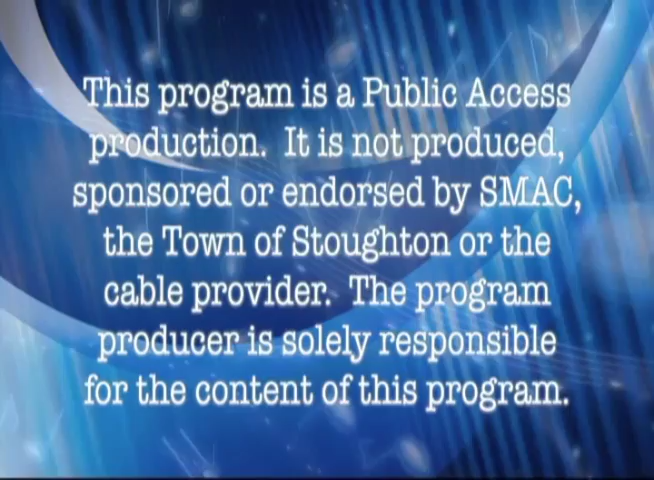 This program is a Public Access
production.  It is not produced,
sponsored or endorsed by SMAC,
the Town of Stoughton or the
cable provider.  The program
producer is solely responsible
for the content of this program.